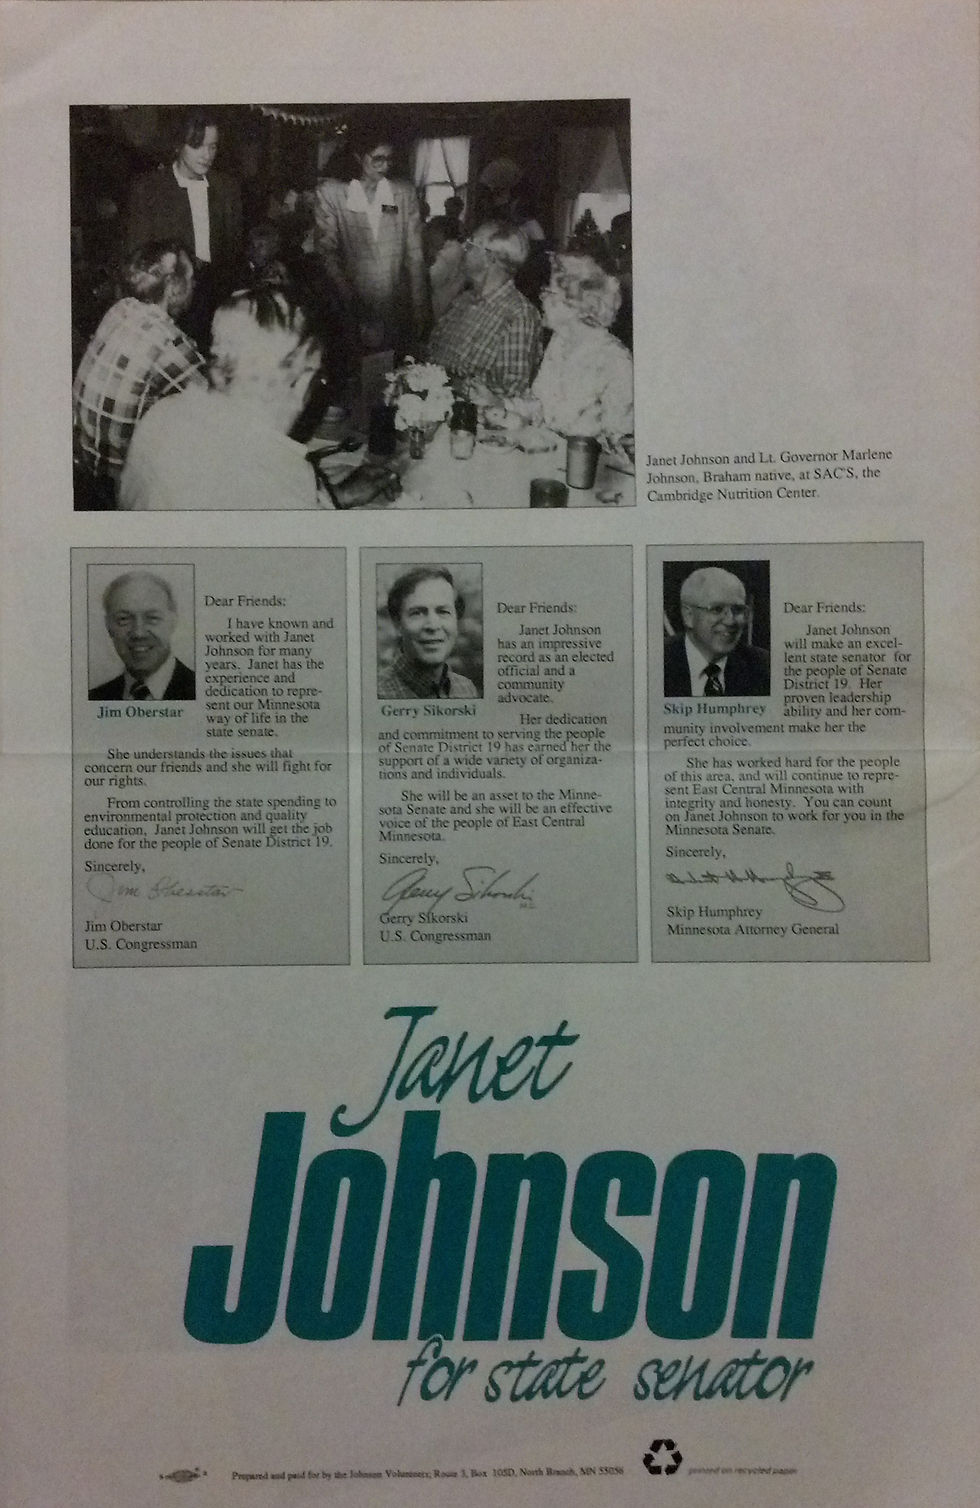 Janet Johnson and Lt. Governor Marlene
Johnson, Braham native, at SAC'S, the
Cambridge Nutrition Center.
Dear Friends:
I have known and
worked with Janet
Johnson for many
years. Janet has the
experience and
dedication to repre-
sent our Minnesota
way of life in the
state senate.
Jim Oberstar
She understands the issues that
concern our friends and she will fight for
our rights.
From controlling the state spending to
environmental protection and quality
education, Janet Johnson will get the job
done for the people of Senate District 19.
Sincerely,
Jim Oberstar
Jim Oberstar
U.S. Congressman
Dear Friends:
Janet Johnson
has an impressive
record as an elected
official and a
community
advocate.
Gerry Sikorski
Her dedication
and commitment to serving the people
of Senate District 19 has earned her the
support of a wide variety of organiza-
tions and individuals.
She will be an asset to the Minne-
sota Senate and she will be an effective
voice of the people of East Central
Minnesota.
Sincerely,
Gerry Sikorski
Gerry Sikorski
U.S. Congressman
Dear Friends:
Janet Johnson
will make an excel-
lent state senator for
the people of Senate
District 19. Her
proven leadership
Skip Humphrey ability and her com-
munity involvement make her the
perfect choice.
She has worked hard for the people
of this area, and will continue to repre-
sent East Central Minnesota with
integrity and honesty. You can count
on Janet Johnson to work for you in the
Minnesota Senate.
Sincerely,
Skip Humphrey
Minnesota Attorney General
Janet
Johnson
for state senator
Prepared and paid for by the Johnson Volunteers; Route 3, Box 105D, North Branch, MN 55056
printed on recycled paper